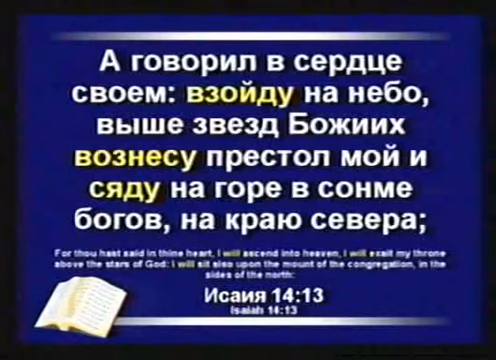 А говорил в сердце
своем: взойду на небо,
выше звезд Божиих
вознесу престол мой и
сяду на горе в сонме
богов, на краю севера;
For thou hast said in thine heart, I will ascend into heaven, I will exalt my throne
above the stars of God: I will sit also upon the mount of the congregation, in the
sides of the north:
Исаия 14:13
Isaiah 14:13